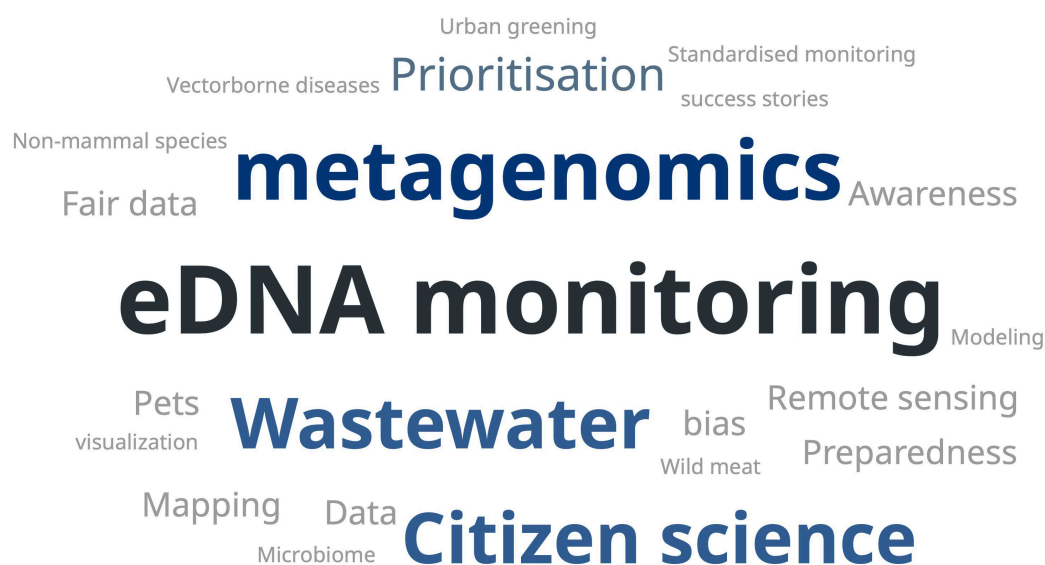 Urban greening
Standardised monitoring
Prioritisation
Vectorborne diseases
success stories
Non-mammal species
metagenomics
Awareness
Fair data
eDNA monitoring
Modeling
Pets
Remote sensing
Wastewater
bias
visualization
Preparedness
Wild meat
Mapping
Data
Citizen science
Microbiome